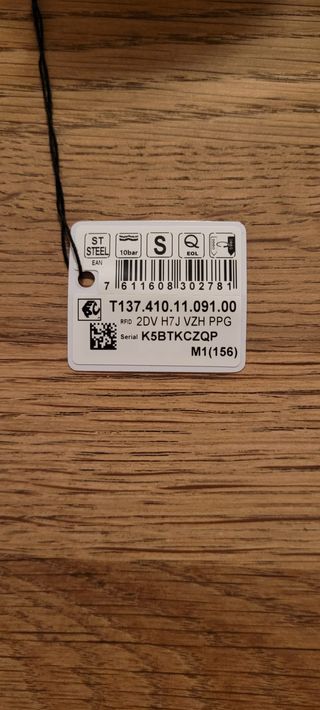 ST STEEL
10bar
S
Q EOL
EAN
7 611608 302781
T137.410.11.091.00
RFID 2DV H7J VZH PPG
Serial K5BTKCZQP
M1(156)